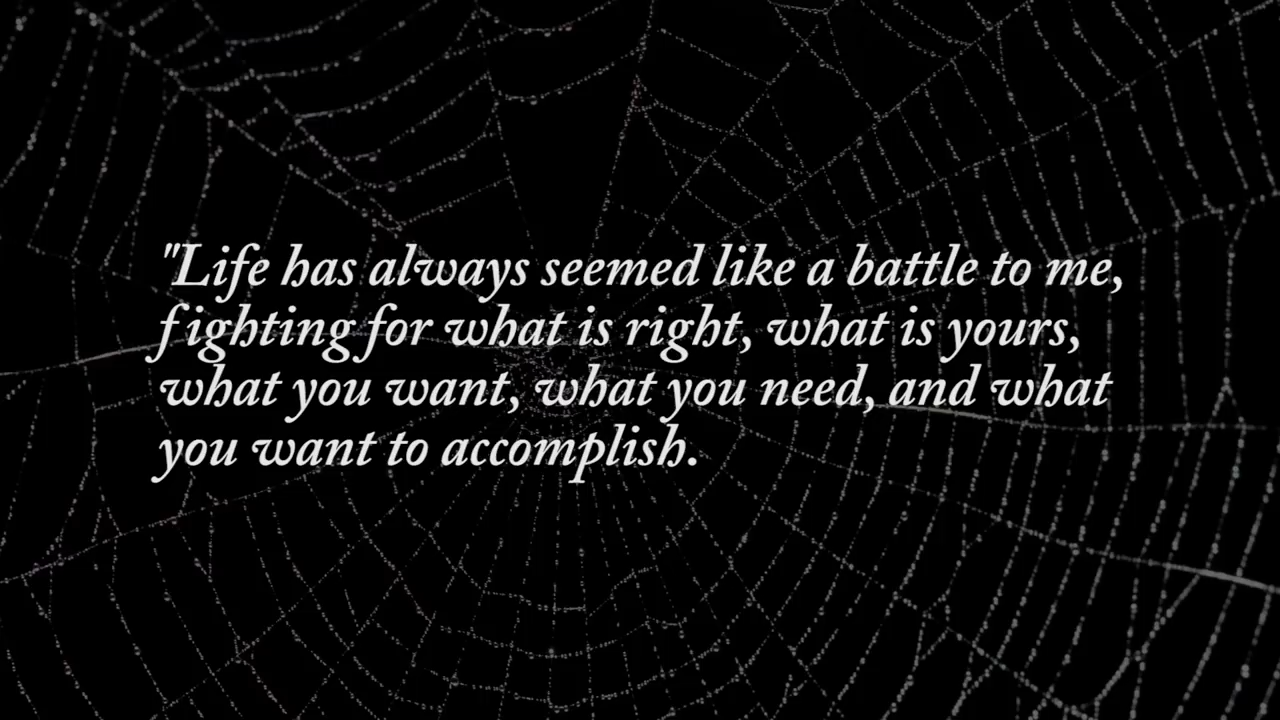 "Life has always seemed like a battle to me,
fighting for what is right, what is yours,
what you want, what you need, and what
you want to accomplish.